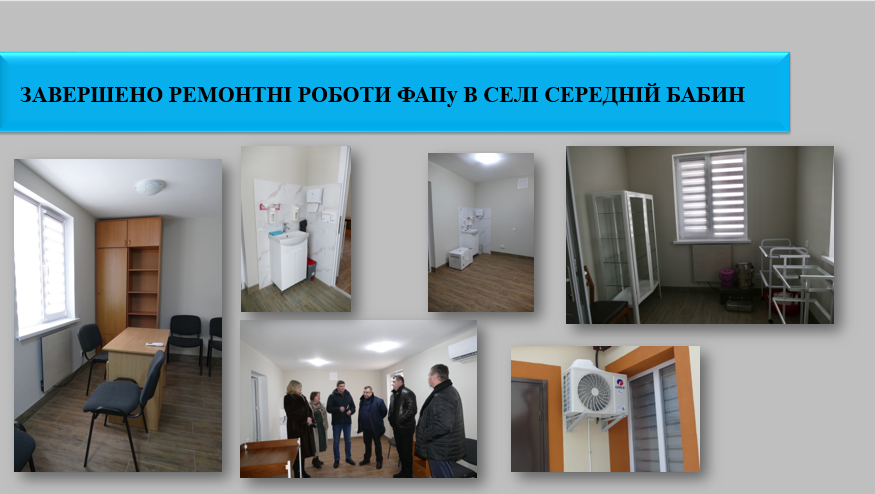 ЗАВЕРШЕНО РЕМОНТНІ РОБОТИ ФАПу В СЕЛІ СЕРЕДНІЙ БАБИН